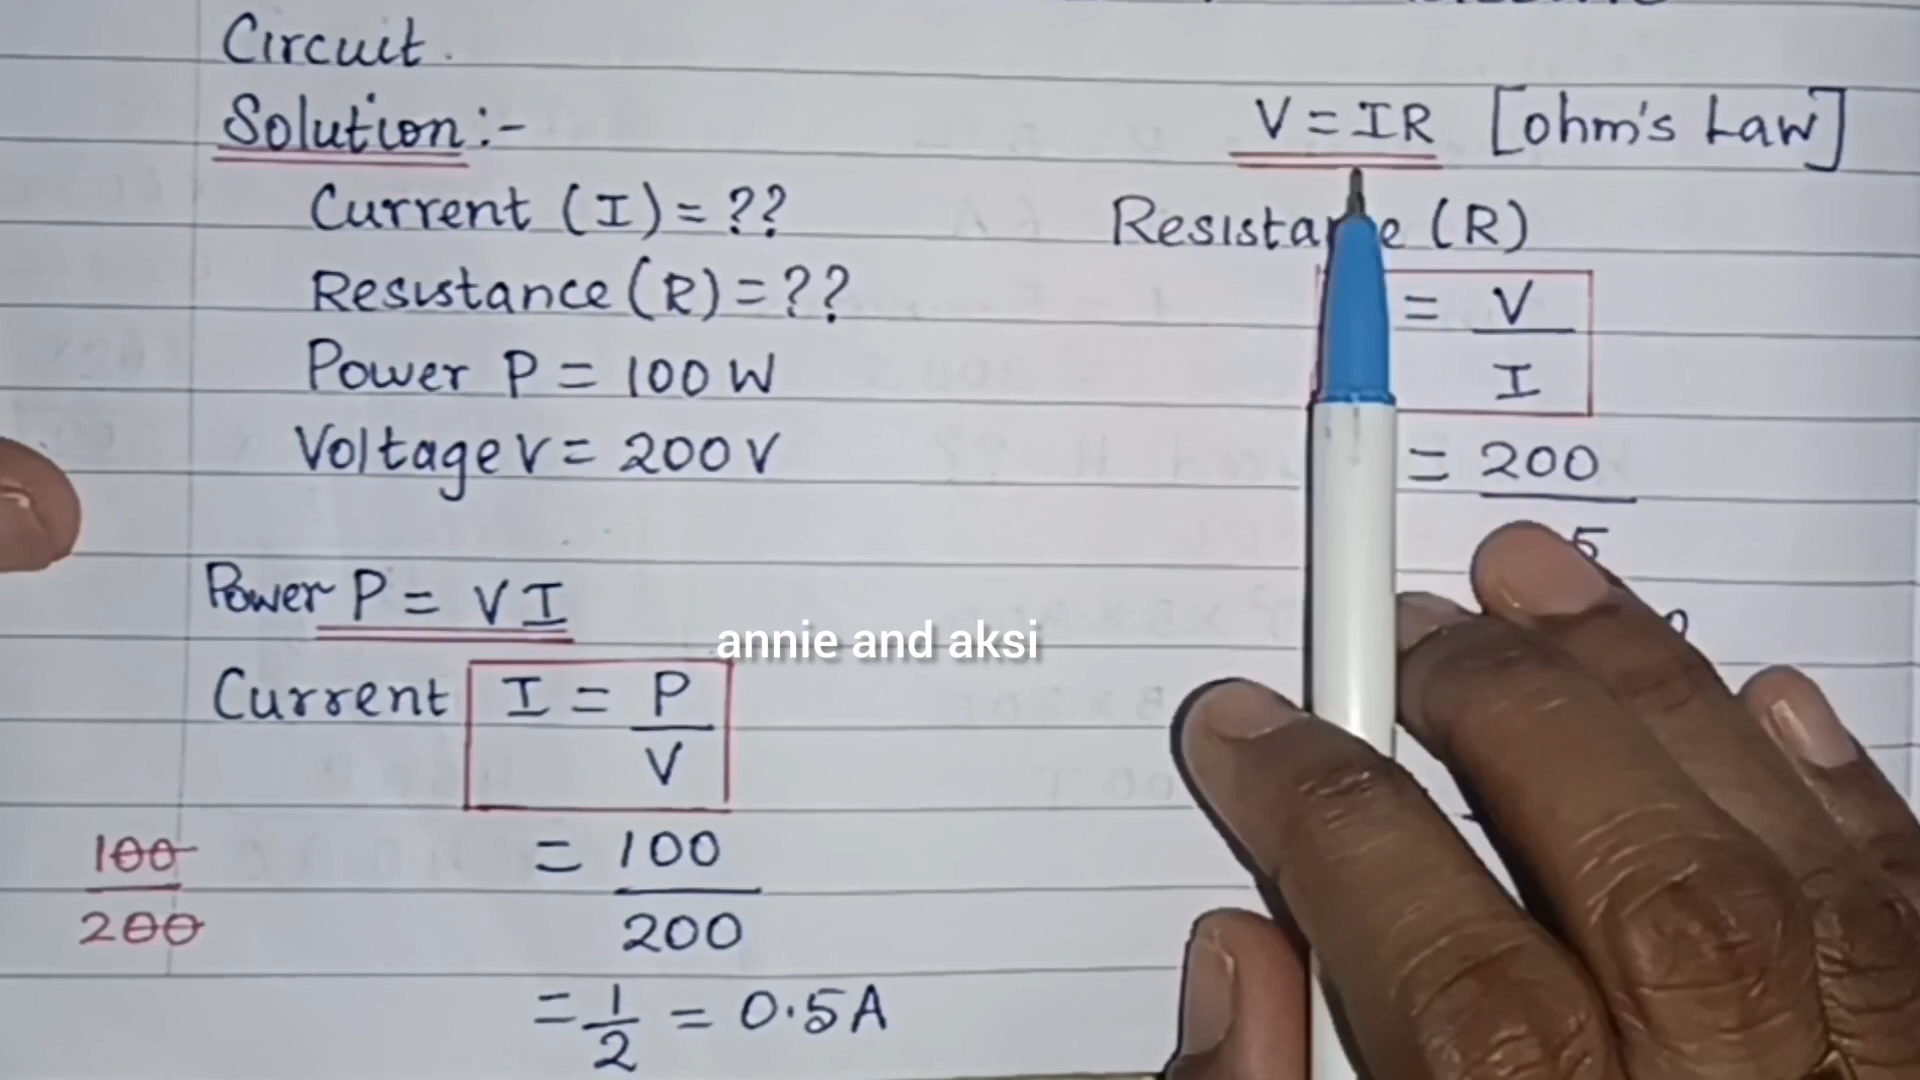 Circuit.
Solution:-
Current (I) = ??
Resistance (R) = ??
Power P = 100 W
Voltage V = 200 V
Power P = VI
Current I = P
V
100
200
= 100
200
= 1/2 = 0.5A
V = IR [ohm's Law]
(R)
= V
I
= 200
5
annie and aksi